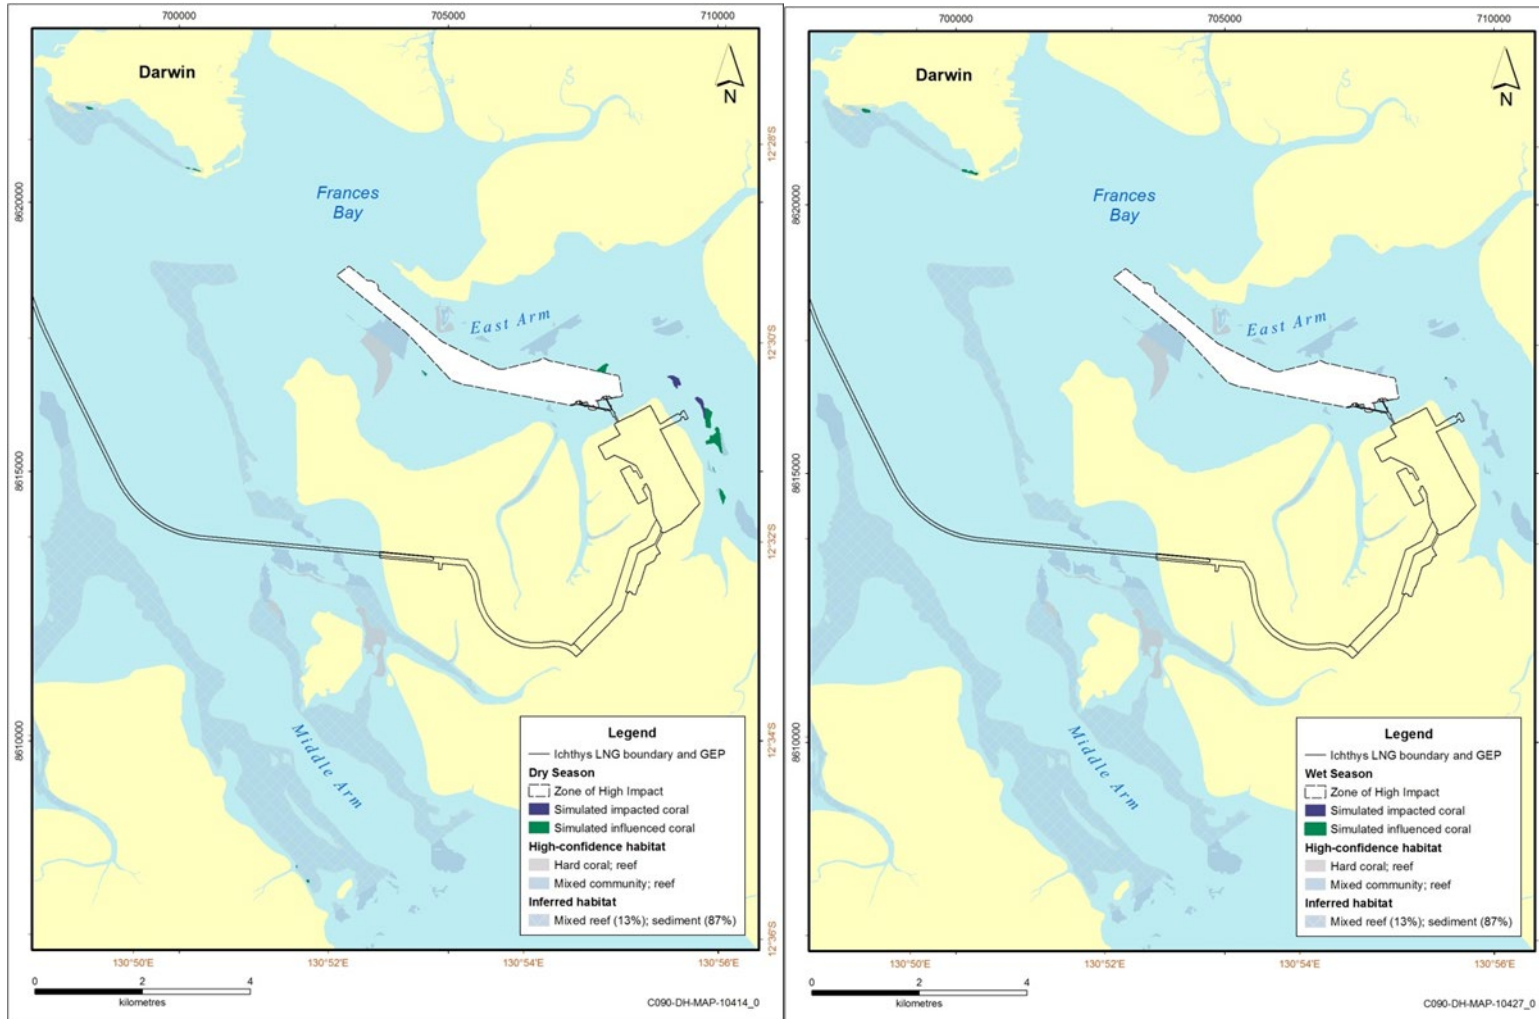 700000
705000
710000
Darwin
N
12°28'S
Frances
Bay
8620000
East Arm
12°30'S
8615000
12°32'S
8610000
Middle Arm
12°34'S
Legend
Ichthys LNG boundary and GEP
Dry Season
Zone of High Impact
Simulated impacted coral
Simulated influenced coral
High-confidence habitat
Hard coral; reef
Mixed community; reef
Inferred habitat
Mixed reef (13%); sediment (87%)
12°36'S
130°50'E
130°52'E
130°54'E
130°56'E
0
2
4
kilometres
C090-DH-MAP-10414_0
700000
705000
710000
Darwin
N
Frances
Bay
8620000
East Arm
8615000
8610000
Middle Arm
Legend
Ichthys LNG boundary and GEP
Wet Season
Zone of High Impact
Simulated impacted coral
Simulated influenced coral
High-confidence habitat
Hard coral; reef
Mixed community; reef
Inferred habitat
Mixed reef (13%); sediment (87%)
130°50'E
130°52'E
130°54'E
130°56'E
0
2
4
kilometres
C090-DH-MAP-10427_0